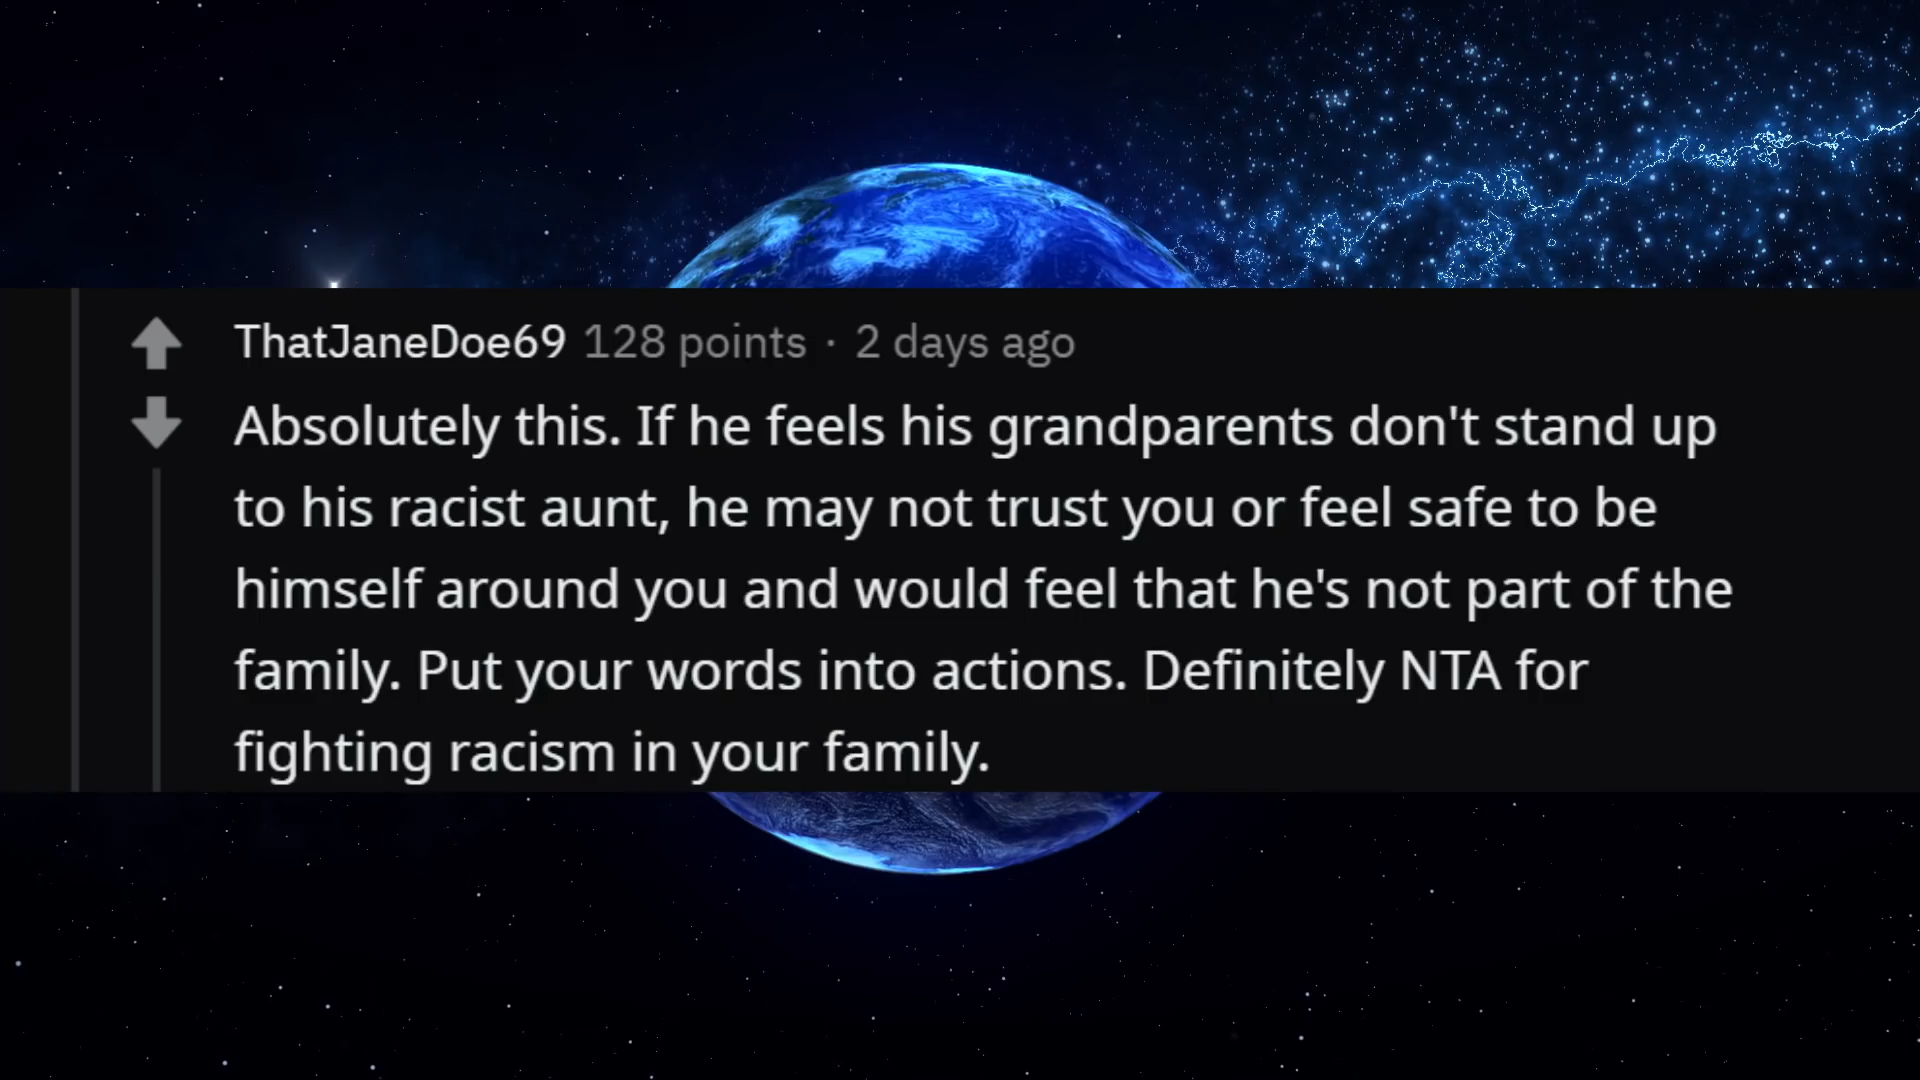 ThatJaneDoe69 128 points · 2 days ago
Absolutely this. If he feels his grandparents don't stand up
to his racist aunt, he may not trust you or feel safe to be
himself around you and would feel that he's not part of the
family. Put your words into actions. Definitely NTA for
fighting racism in your family.